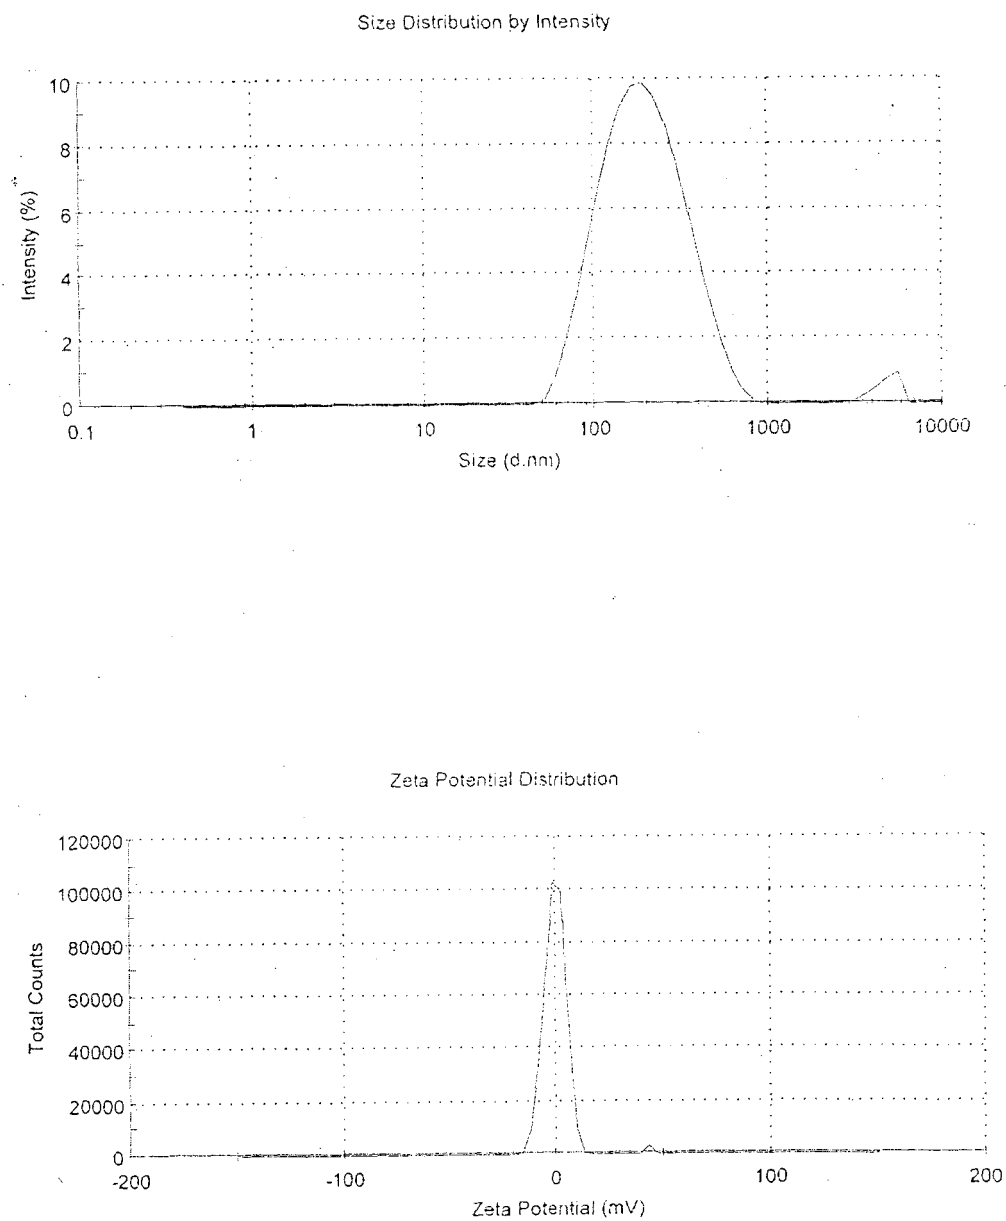 Size Distribution by Intensity
10
8
6
4
2
0
Intensity (%)
0.1 1 10 100 1000 10000
Size (d.nm)
Zeta Potential Distribution
120000
100000
80000
60000
40000
20000
0
Total Counts
-200 -100 0 100 200
Zeta Potential (mV)